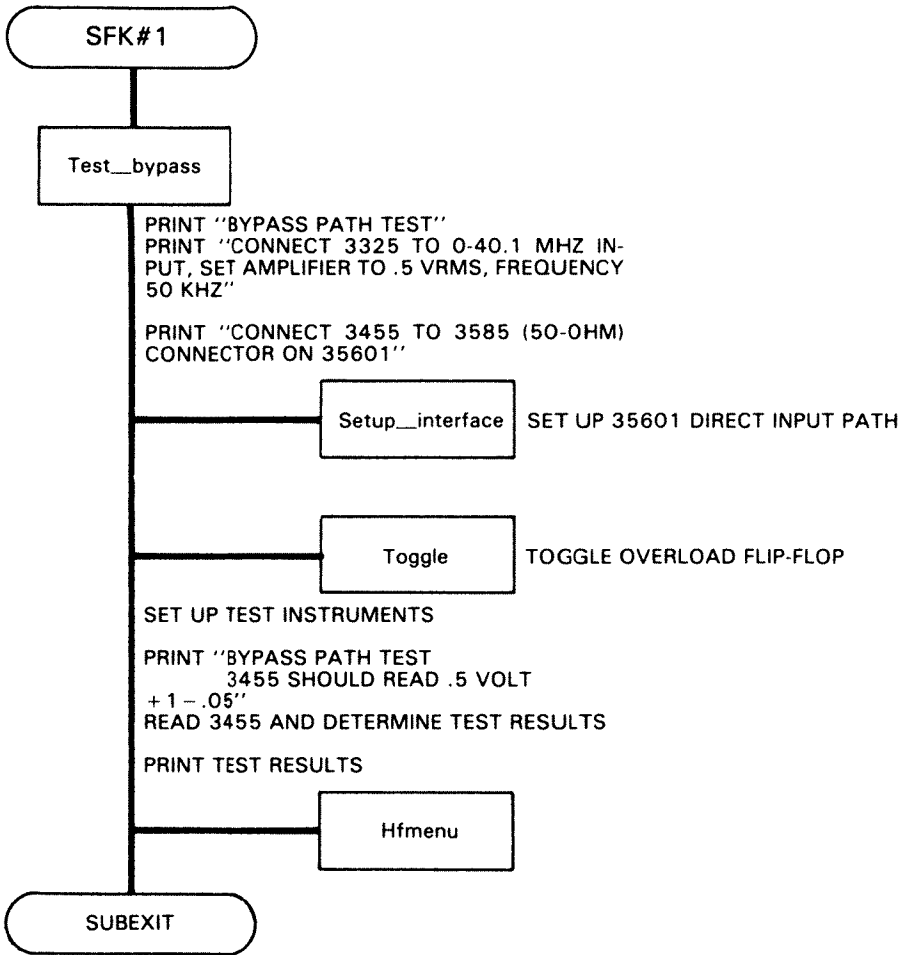 SFK#1
Test__bypass
PRINT "BYPASS PATH TEST"
PRINT "CONNECT 3325 TO 0-40.1 MHZ IN-
PUT, SET AMPLIFIER TO .5 VRMS, FREQUENCY
50 KHZ"
PRINT "CONNECT 3455 TO 3585 (50-OHM)
CONNECTOR ON 35601"
Setup__interface
SET UP 35601 DIRECT INPUT PATH
Toggle
TOGGLE OVERLOAD FLIP-FLOP
SET UP TEST INSTRUMENTS
PRINT "BYPASS PATH TEST
3455 SHOULD READ .5 VOLT
+1-.05"
READ 3455 AND DETERMINE TEST RESULTS
PRINT TEST RESULTS
Hfmenu
SUBEXIT